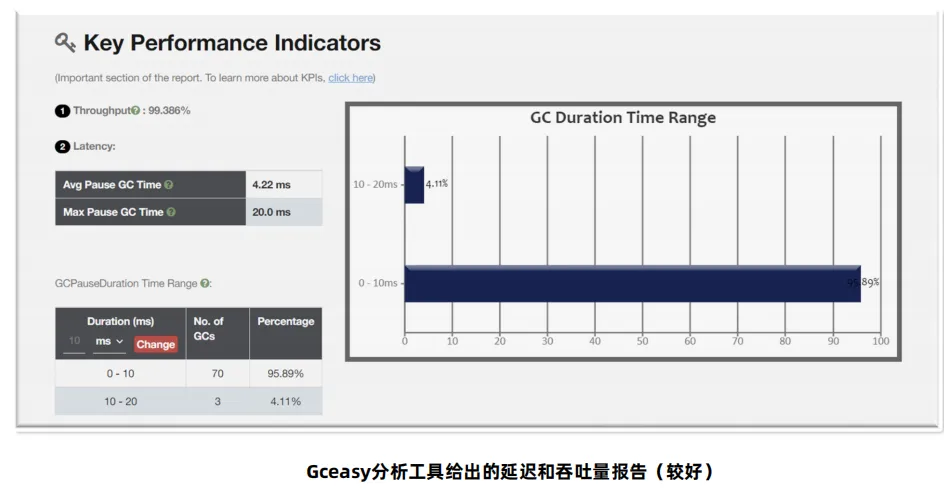 Key Performance Indicators
(Important section of the report. To learn more about KPIs, click here)
1 Throughput? : 99.386%
2 Latency:
Avg Pause GC Time ? 4.22 ms
Max Pause GC Time ? 20.0 ms
GCPauseDuration Time Range ?:
Duration (ms) No. of GCs Percentage
10 ms Change
0 - 10 70 95.89%
10 - 20 3 4.11%
GC Duration Time Range
10 - 20ms 4.11%
0 - 10ms 95.89%
0 10 20 30 40 50 60 70 80 90 100
Gceasy分析工具给出的延迟和吞吐量报告（较好）